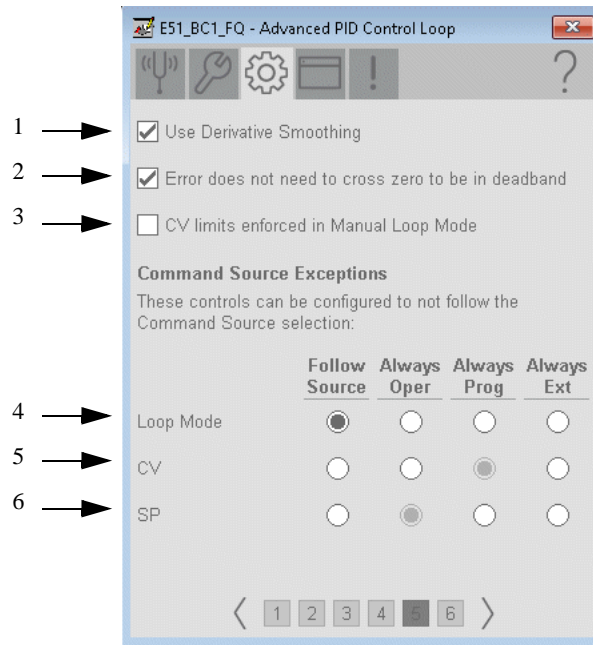 E51_BC1_FQ - Advanced PID Control Loop
?
1 Use Derivative Smoothing
2 Error does not need to cross zero to be in deadband
3 CV limits enforced in Manual Loop Mode
Command Source Exceptions
These controls can be configured to not follow the
Command Source selection:
Follow Always Always Always
Source Oper Prog Ext
4 Loop Mode
5 CV
6 SP
1 2 3 4 5 6